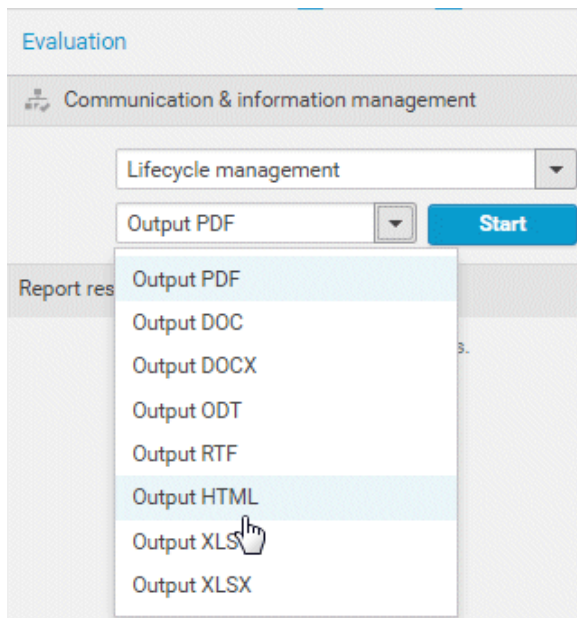 Evaluation
Communication & information management
Lifecycle management
Output PDF
Start
Output PDF
Report res
Output DOC
s.
Output DOCX
Output ODT
Output RTF
Output HTML
Output XLS
Output XLSX